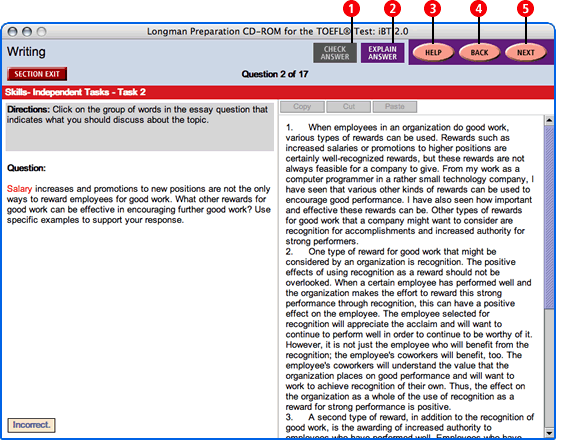 1 2 3 4 5
Longman Preparation CD-ROM for the TOEFL® Test: iBT 2.0
Writing
CHECK
ANSWER
EXPLAIN
ANSWER
HELP
BACK
NEXT
SECTION EXIT
Question 2 of 17
Skills- Independent Tasks - Task 2
Directions: Click on the group of words in the essay question that
indicates what you should discuss about the topic.
Question:
Salary increases and promotions to new positions are not the only
ways to reward employees for good work. What other rewards for
good work can be effective in encouraging further good work? Use
specific examples to support your response.
Incorrect.
Copy Cut Paste
1. When employees in an organization do good work,
various types of rewards can be used. Rewards such as
increased salaries or promotions to higher positions are
certainly well-recognized rewards, but these rewards are not
always feasible for a company to give. From my work as a
computer programmer in a rather small technology company, I
have seen that various other kinds of rewards can be used to
encourage good performance. I have also seen how important
and effective these rewards can be. Other types of rewards
for good work that a company might want to consider are
recognition for accomplishments and increased authority for
strong performers.
2. One type of reward for good work that might be
considered by an organization is recognition. The positive
effects of using recognition as a reward should not be
overlooked. When a certain employee has performed well and
the organization makes the effort to reward this strong
performance through recognition, this can have a positive
effect on the employee. The employee selected for
recognition will appreciate the acclaim and will want to
continue to perform well in order to continue to be worthy of it.
However, it is not just the employee who will benefit from the
recognition; the employee's coworkers will benefit, too. The
employee's coworkers will understand the value that the
organization places on good performance and will want to
work to achieve recognition of their own. Thus, the effect on
the organization as a whole of the use of recognition as a
reward for strong performance is positive.
3. A second type of reward, in addition to the recognition of
good work, is the awarding of increased authority to
employees who have performed well. Employees who have